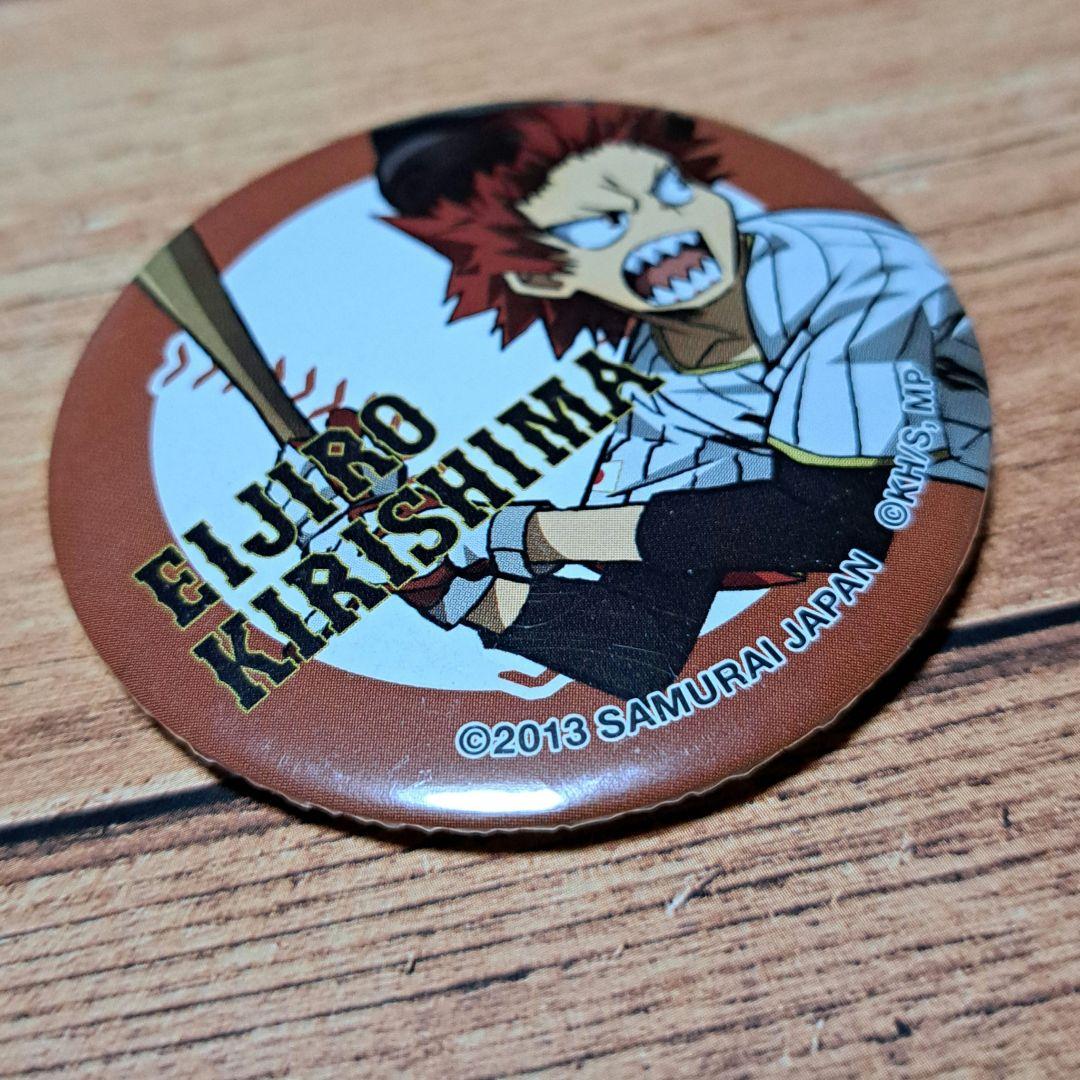 EIJIRO
KIRISHIMA
©KH/S, MP
©2013 SAMURAI JAPAN